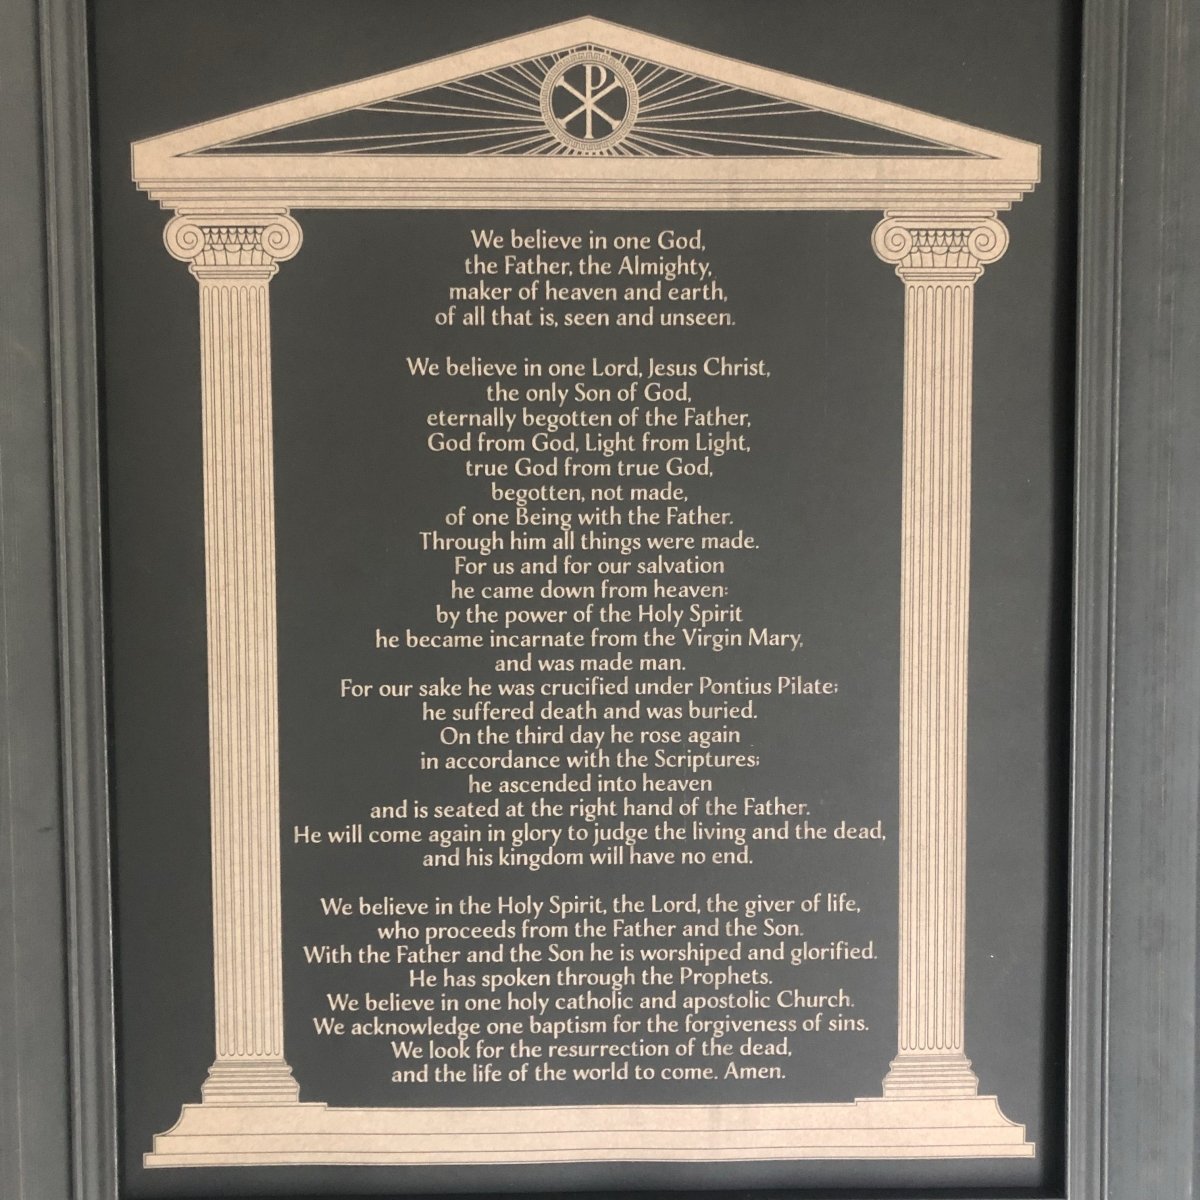 We believe in one God,
the Father, the Almighty,
maker of heaven and earth,
of all that is, seen and unseen.
We believe in one Lord, Jesus Christ,
the only Son of God,
eternally begotten of the Father,
God from God, Light from Light,
true God from true God,
begotten, not made,
of one Being with the Father.
Through him all things were made.
For us and for our salvation
he came down from heaven:
by the power of the Holy Spirit
he became incarnate from the Virgin Mary,
and was made man.
For our sake he was crucified under Pontius Pilate;
he suffered death and was buried.
On the third day he rose again
in accordance with the Scriptures;
he ascended into heaven
and is seated at the right hand of the Father.
He will come again in glory to judge the living and the dead,
and his kingdom will have no end.
We believe in the Holy Spirit, the Lord, the giver of life,
who proceeds from the Father and the Son.
With the Father and the Son he is worshiped and glorified.
He has spoken through the Prophets.
We believe in one holy catholic and apostolic Church.
We acknowledge one baptism for the forgiveness of sins.
We look for the resurrection of the dead,
and the life of the world to come. Amen.